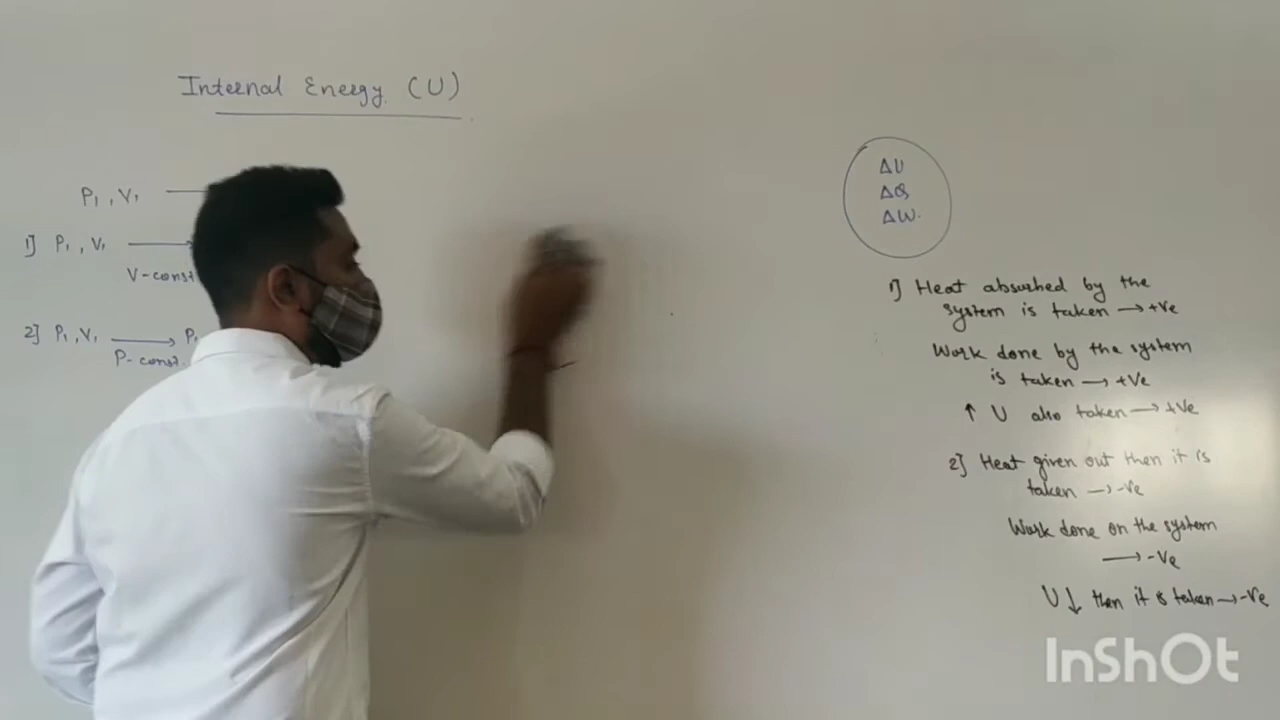 Internal Energy (U)
P1, V1
1] P1, V1
V-const
2] P1, V1 → P1
P-const.
ΔU
ΔQ
ΔW.
1] Heat absorbed by the
system is taken → +ve
Work done by the system
is taken → +ve
↑ U also taken → +ve
2] Heat given out then it is
taken → -ve
Work done on the system
→ -ve
U↓ then it is taken → -ve
InShOt